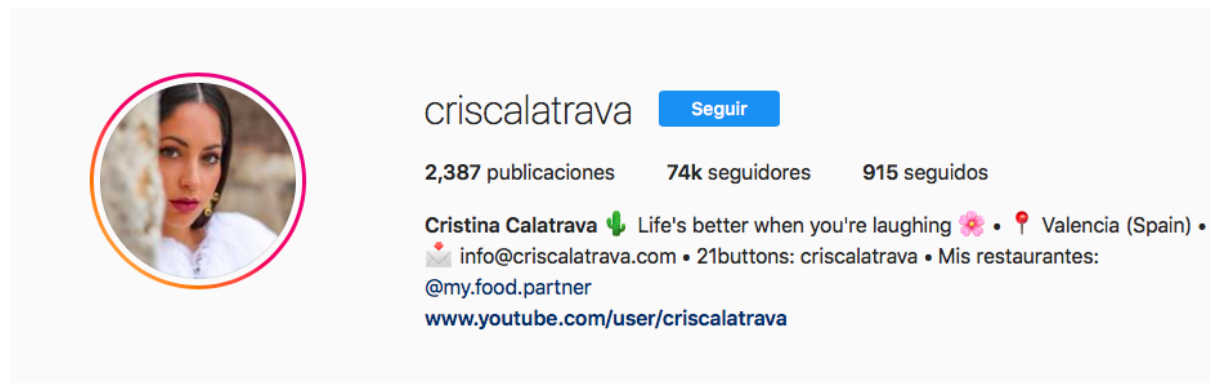 criscalatrava Seguir
2,387 publicaciones 74k seguidores 915 seguidos
Cristina Calatrava 🌵 Life's better when you're laughing 🌸 • 📍 Valencia (Spain) •
📩 info@criscalatrava.com • 21buttons: criscalatrava • Mis restaurantes:
@my.food.partner
www.youtube.com/user/criscalatrava